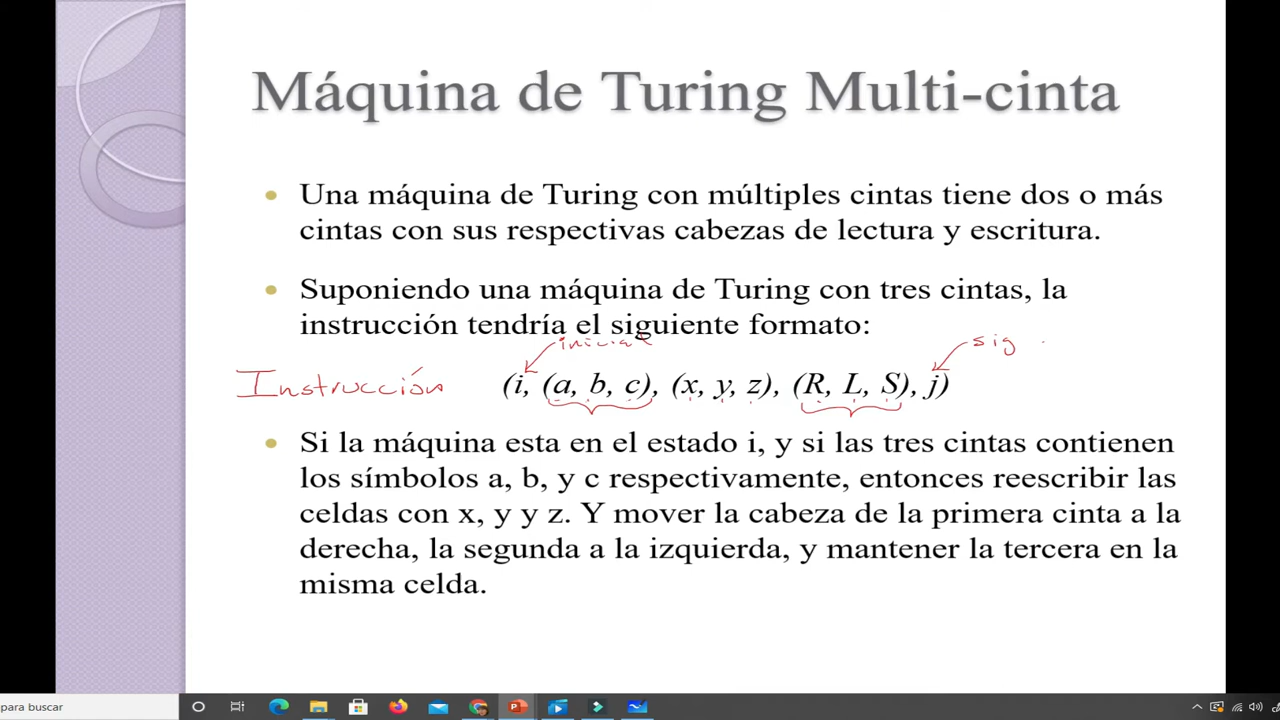 Máquina de Turing Multi-cinta
Una máquina de Turing con múltiples cintas tiene dos o más
cintas con sus respectivas cabezas de lectura y escritura.
Suponiendo una máquina de Turing con tres cintas, la
instrucción tendría el siguiente formato:
inicial
sig
Instrucción
(i, (a, b, c), (x, y, z), (R, L, S), j)
Si la máquina esta en el estado i, y si las tres cintas contienen
los símbolos a, b, y c respectivamente, entonces reescribir las
celdas con x, y y z. Y mover la cabeza de la primera cinta a la
derecha, la segunda a la izquierda, y mantener la tercera en la
misma celda.
para buscar